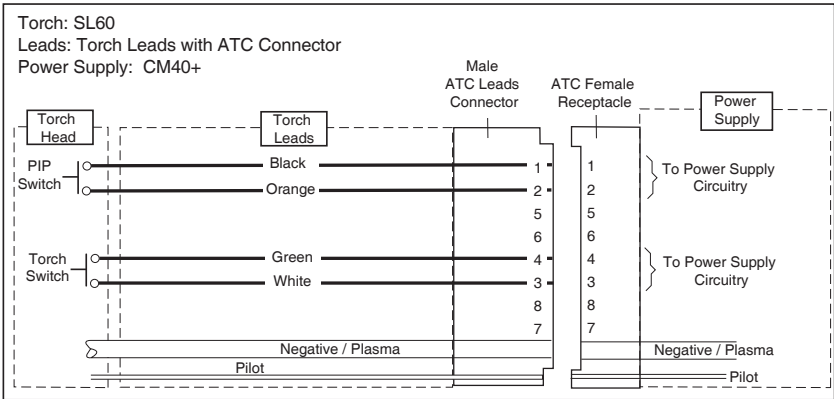 Torch: SL60
Leads: Torch Leads with ATC Connector
Power Supply: CM40+
Male
ATC Leads
Connector
ATC Female
Receptacle
Power
Supply
Torch
Head
Torch
Leads
PIP
Switch
Black
Orange
1
2
5
6
4
3
8
7
1
2
5
6
4
3
8
7
To Power Supply
Circuitry
Torch
Switch
Green
White
To Power Supply
Circuitry
Negative / Plasma
Negative / Plasma
Pilot
Pilot